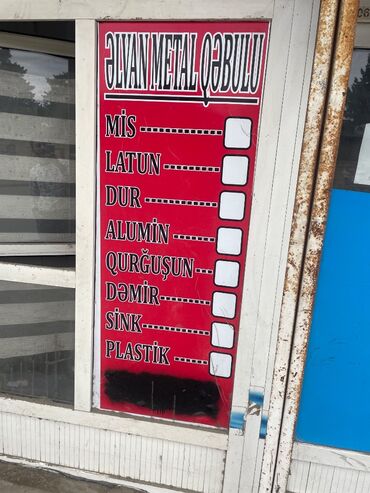 ƏLVAN METAL QƏBULU
MİS
LATUN
DUR
ALUMİN
QURĞUŞUN
DƏMİR
SİNK
PLASTİK